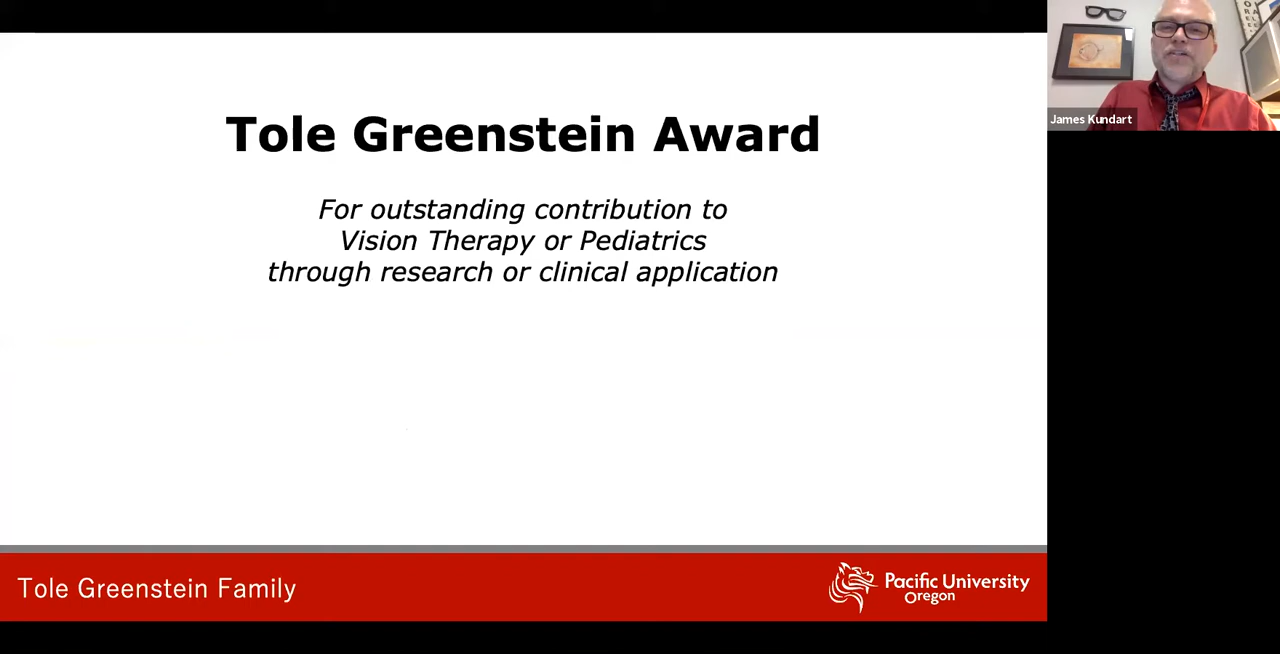 Tole Greenstein Award
For outstanding contribution to
Vision Therapy or Pediatrics
through research or clinical application
Tole Greenstein Family
Pacific University
Oregon
James Kundart